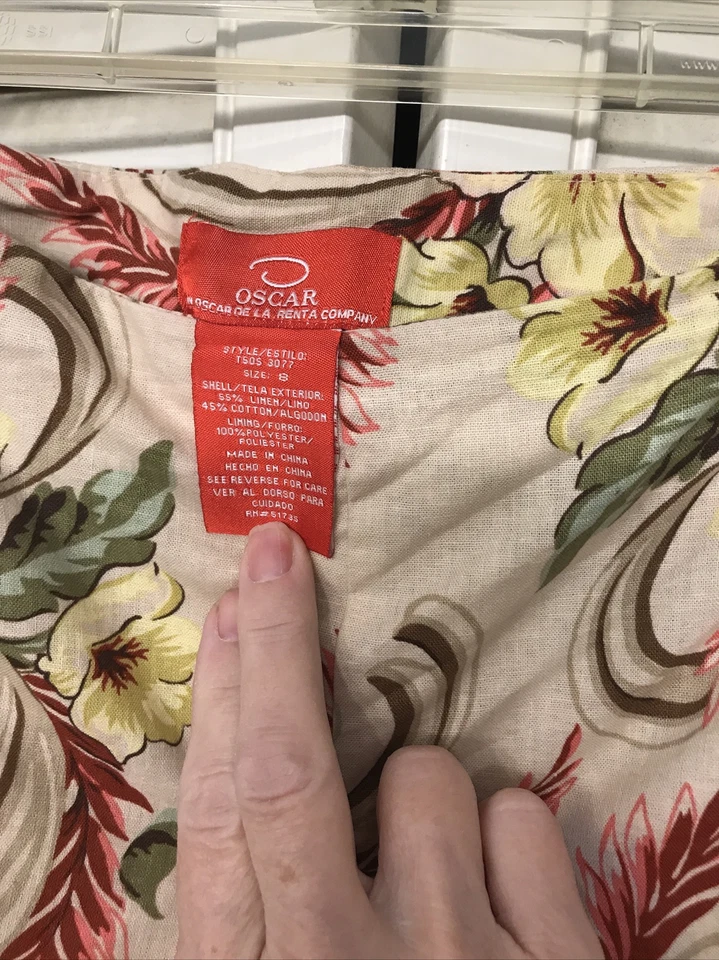 OSCAR
N OSCAR DE LA RENTA COMPANY
STYLE/ESTILO:
TSOS 3077
SIZE: 8
SHELL/TELA EXTERIOR:
55% LINEN/LINO
45% COTTON/ALGODON
LINING/FORRO:
100%POLYESTER/
POLIESTER
MADE IN CHINA
HECHO EN CHINA
SEE REVERSE FOR CARE
VER AL DORSO PARA
CUIDADO
RN# 51735